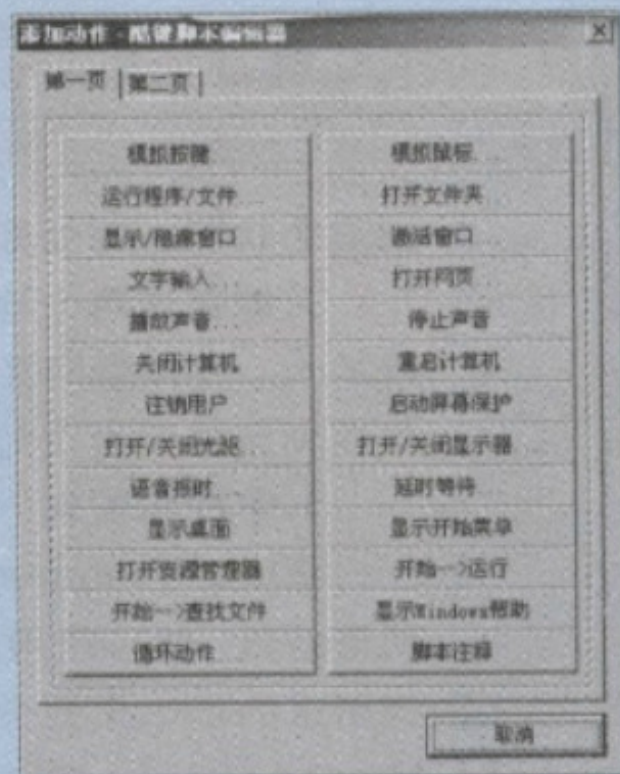 添加动作 - 酷键脚本编辑器
第一页 第二页
模拟按键... 模拟鼠标...
运行程序/文件... 打开文件夹...
显示/隐藏窗口 激活窗口...
文字输入... 打开网页...
播放声音... 停止声音
关闭计算机 重启计算机
注销用户 启动屏幕保护
打开/关闭光驱... 打开/关闭显示器...
语音报时... 延时等待...
显示桌面 显示开始菜单
打开资源管理器 开始-->运行
开始-->查找文件 显示Windows帮助
循环动作... 脚本注释
取消